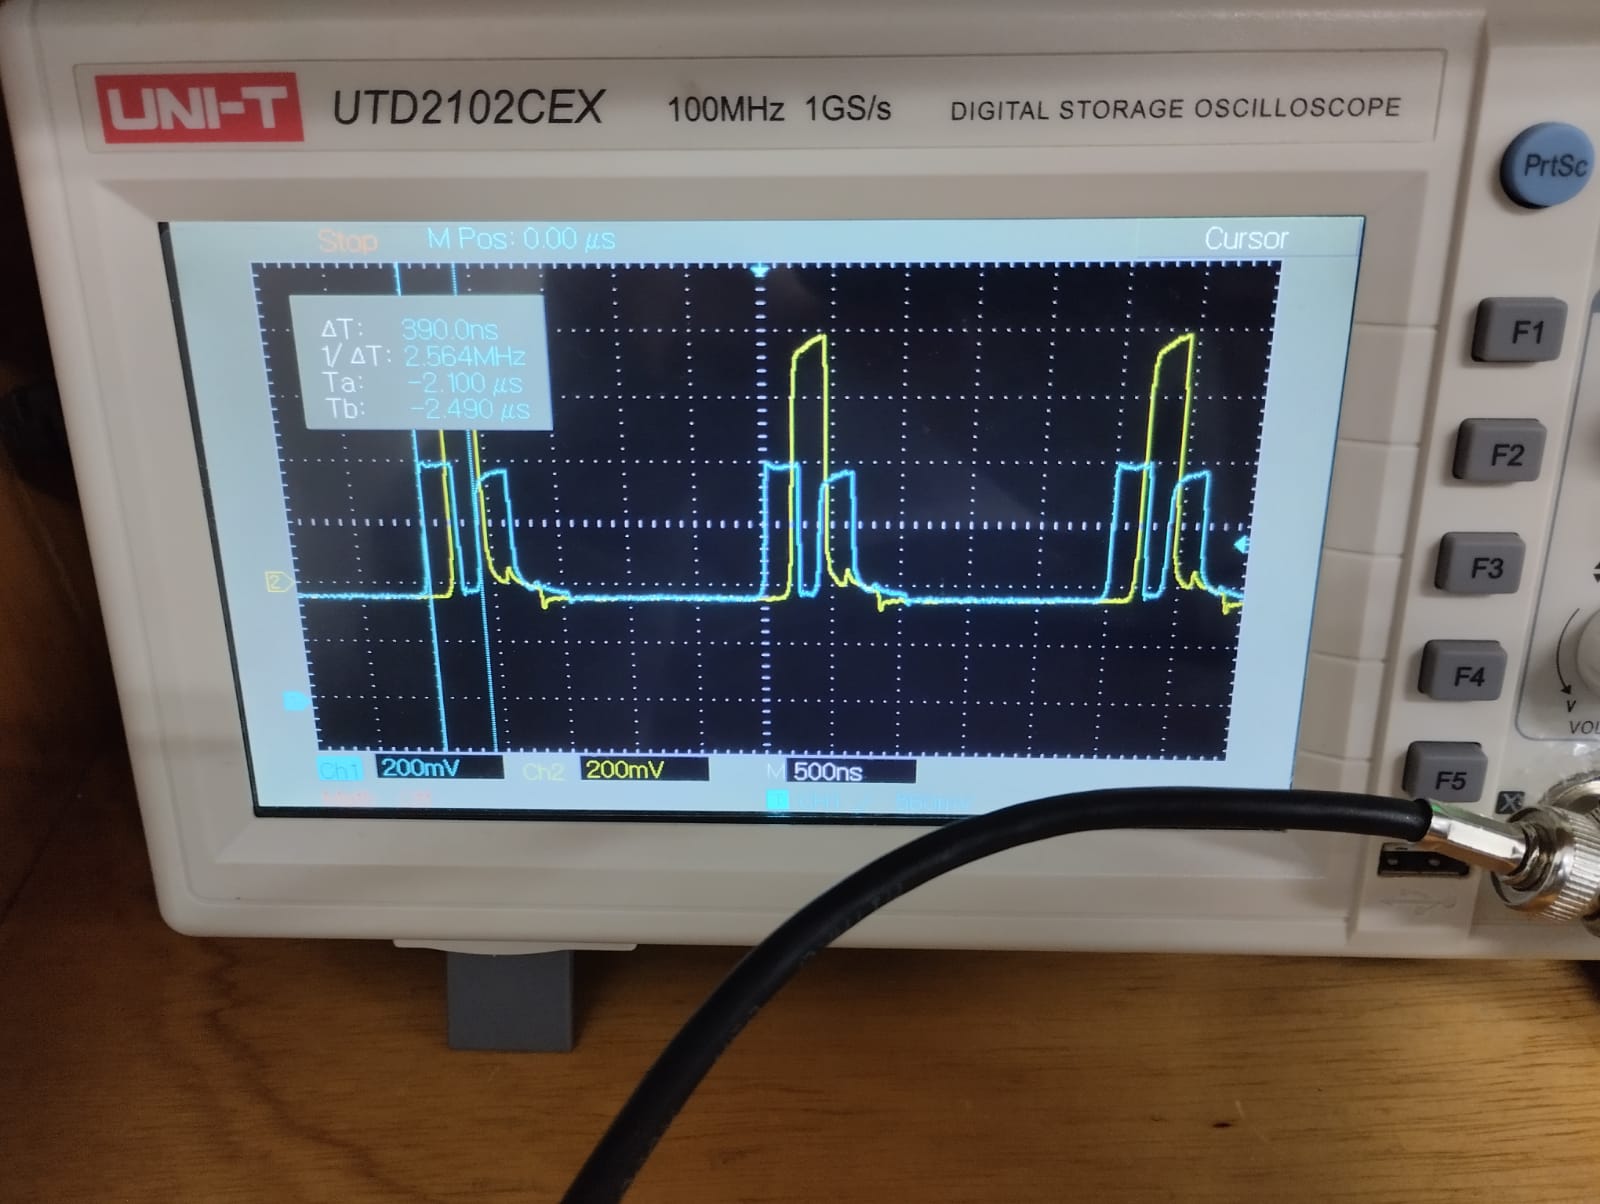 UNI-T UTD2102CEX 100MHz 1GS/s DIGITAL STORAGE OSCILLOSCOPE
PrtSc
Stop M Pos: 0.00 μs Cursor
ΔT: 390.0ns
1/ΔT: 2.564MHz
Ta: -2.100 μs
Tb: -2.490 μs
F1
F2
2
F3
F4
V
F5
Ch1 200mV Ch2 200mV M 500ns